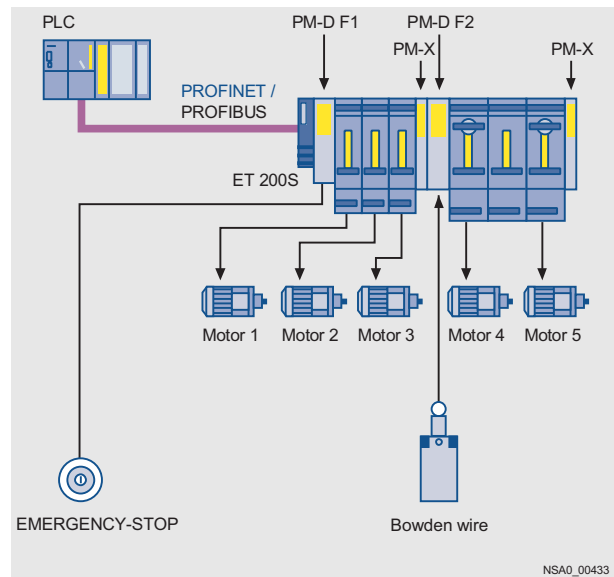 PLC
PM-D F1
PM-D F2
PM-X
PM-X
PROFINET /
PROFIBUS
ET 200S
Motor 1
Motor 2
Motor 3
Motor 4
Motor 5
EMERGENCY-STOP
Bowden wire
NSA0_00433